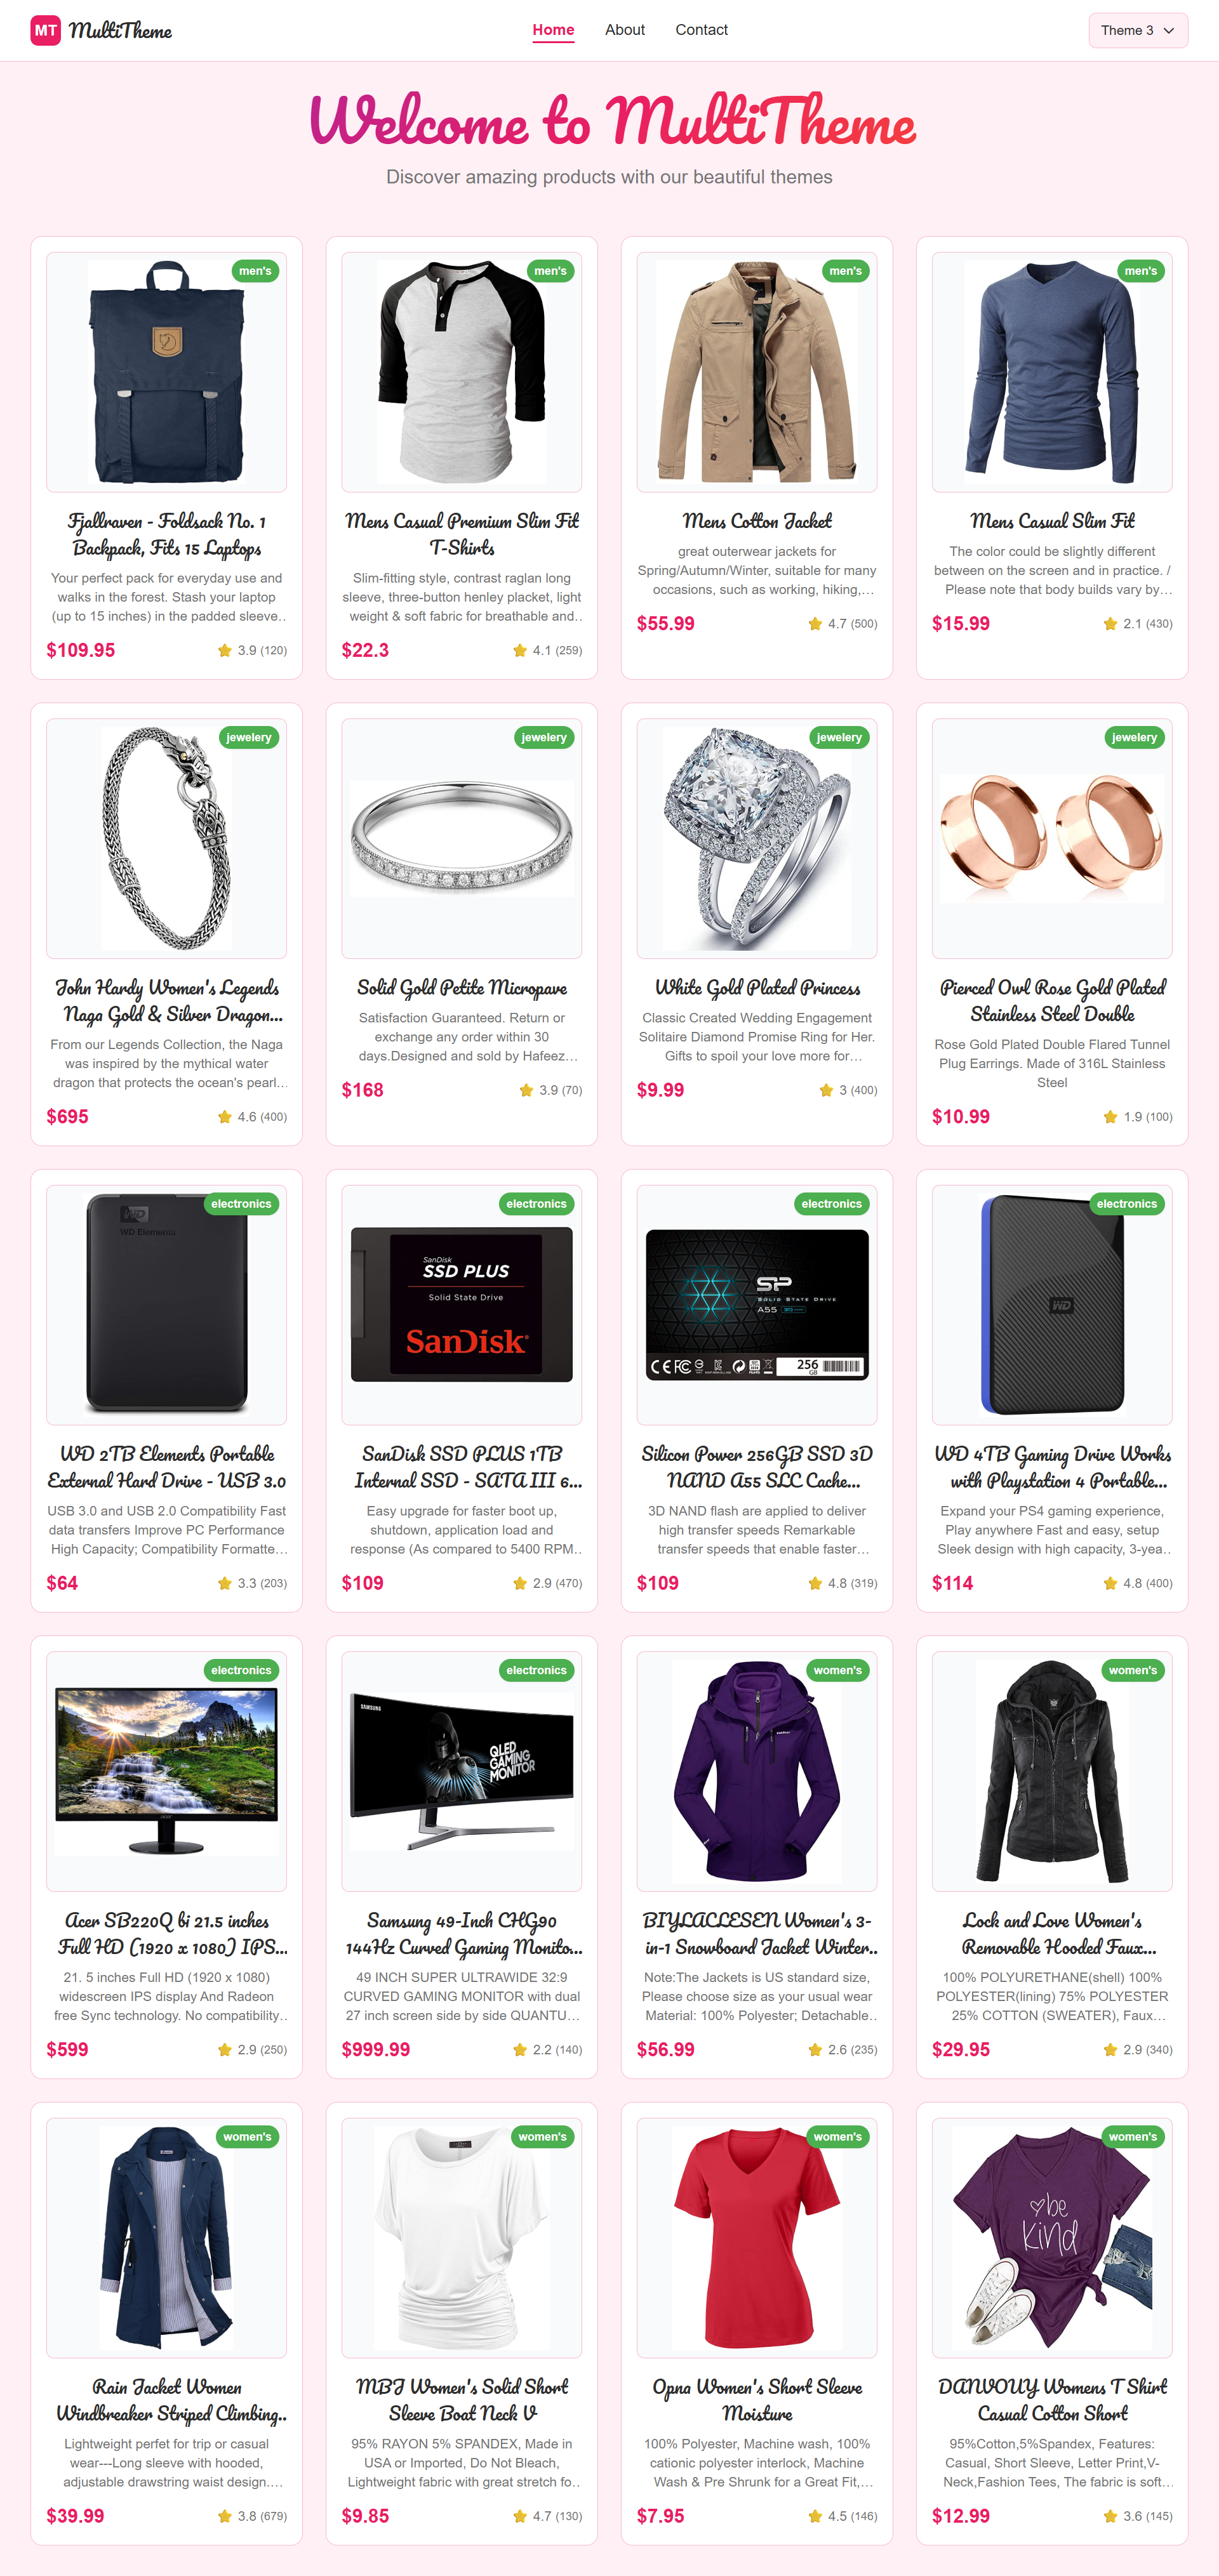 MT MultiTheme
Home About Contact
Theme 3
Welcome to MultiTheme
Discover amazing products with our beautiful themes
men's
Fjallraven - Foldsack No. 1
Backpack, Fits 15 Laptops
Your perfect pack for everyday use and
walks in the forest. Stash your laptop
(up to 15 inches) in the padded sleeve..
$109.95
3.9 (120)
men's
Mens Casual Premium Slim Fit
T-Shirts
Slim-fitting style, contrast raglan long
sleeve, three-button henley placket, light
weight & soft fabric for breathable and..
$22.3
4.1 (259)
men's
Mens Cotton Jacket
great outerwear jackets for
Spring/Autumn/Winter, suitable for many
occasions, such as working, hiking,...
$55.99
4.7 (500)
men's
Mens Casual Slim Fit
The color could be slightly different
between on the screen and in practice. /
Please note that body builds vary by...
$15.99
2.1 (430)
jewelery
John Hardy Women's Legends
Naga Gold & Silver Dragon...
From our Legends Collection, the Naga
was inspired by the mythical water
dragon that protects the ocean's pearl...
$695
4.6 (400)
jewelery
Solid Gold Petite Micropave
Satisfaction Guaranteed. Return or
exchange any order within 30
days.Designed and sold by Hafeez...
$168
3.9 (70)
jewelery
White Gold Plated Princess
Classic Created Wedding Engagement
Solitaire Diamond Promise Ring for Her.
Gifts to spoil your love more for...
$9.99
3 (400)
jewelery
Pierced Owl Rose Gold Plated
Stainless Steel Double
Rose Gold Plated Double Flared Tunnel
Plug Earrings. Made of 316L Stainless
Steel
$10.99
1.9 (100)
electronics
WD
WD Elements
WD 2TB Elements Portable
External Hard Drive - USB 3.0
USB 3.0 and USB 2.0 Compatibility Fast
data transfers Improve PC Performance
High Capacity; Compatibility Formatte...
$64
3.3 (203)
electronics
SanDisk
SSD PLUS
Solid State Drive
SanDisk
SanDisk SSD PLUS 1TB
Internal SSD - SATA III 6...
Easy upgrade for faster boot up,
shutdown, application load and
response (As compared to 5400 RPM..
$109
2.9 (470)
electronics
SP
SOLID STATE DRIVE
A55
256
GB
Silicon Power 256GB SSD 3D
NAND A55 SLC Cache...
3D NAND flash are applied to deliver
high transfer speeds Remarkable
transfer speeds that enable faster...
$109
4.8 (319)
electronics
WD
WD 4TB Gaming Drive Works
with Playstation 4 Portable...
Expand your PS4 gaming experience,
Play anywhere Fast and easy, setup
Sleek design with high capacity, 3-yea..
$114
4.8 (400)
electronics
acer
Acer SB220Q bi 21.5 inches
Full HD (1920 x 1080) IPS...
21. 5 inches Full HD (1920 x 1080)
widescreen IPS display And Radeon
free Sync technology. No compatibility..
$599
2.9 (250)
electronics
SAMSUNG
QLED
GAMING
MONITOR
Samsung 49-Inch CHG90
144Hz Curved Gaming Monito...
49 INCH SUPER ULTRAWIDE 32:9
CURVED GAMING MONITOR with dual
27 inch screen side by side QUANTU...
$999.99
2.2 (140)
women's
BIYLACLESEN Women's 3-
in-1 Snowboard Jacket Winter..
Note:The Jackets is US standard size,
Please choose size as your usual wear
Material: 100% Polyester; Detachable..
$56.99
2.6 (235)
women's
Lock and Love Women's
Removable Hooded Faux...
100% POLYURETHANE(shell) 100%
POLYESTER(lining) 75% POLYESTER
25% COTTON (SWEATER), Faux...
$29.95
2.9 (340)
women's
Rain Jacket Women
Windbreaker Striped Climbing..
Lightweight perfet for trip or casual
wear---Long sleeve with hooded,
adjustable drawstring waist design....
$39.99
3.8 (679)
women's
MBJ Women's Solid Short
Sleeve Boat Neck V
95% RAYON 5% SPANDEX, Made in
USA or Imported, Do Not Bleach,
Lightweight fabric with great stretch fo..
$9.85
4.7 (130)
women's
Opna Women's Short Sleeve
Moisture
100% Polyester, Machine wash, 100%
cationic polyester interlock, Machine
Wash & Pre Shrunk for a Great Fit,...
$7.95
4.5 (146)
women's
be
kind
DANVOUY Womens T Shirt
Casual Cotton Short
95%Cotton,5%Spandex, Features:
Casual, Short Sleeve, Letter Print,V-
Neck,Fashion Tees, The fabric is soft..
$12.99
3.6 (145)